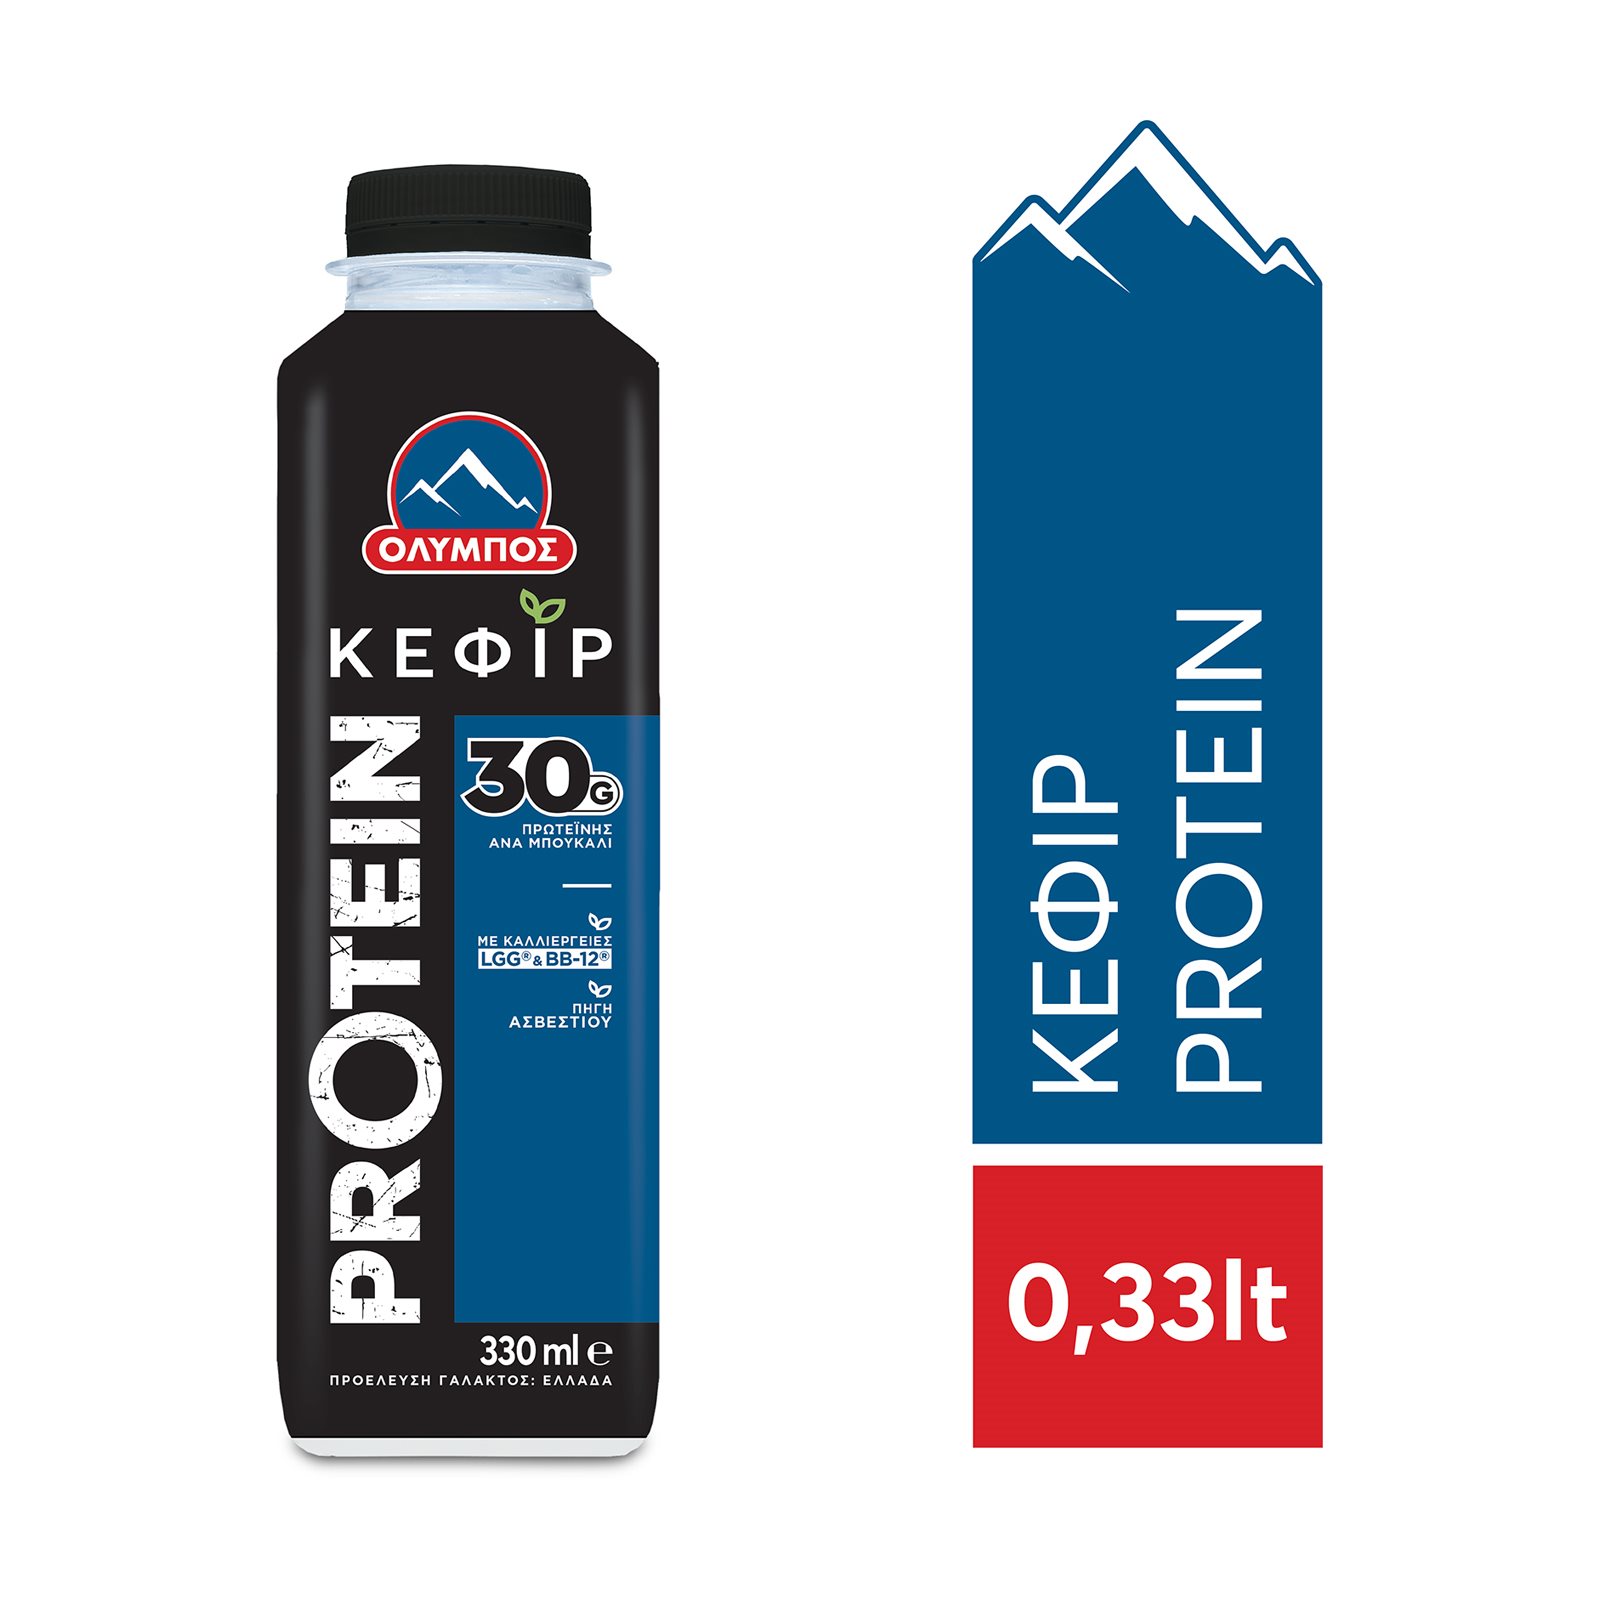 ΟΛΥΜΠΟΣ
ΚΕΦΙΡ
PROTEIN
30G
ΠΡΩΤΕΪΝΗΣ
ΑΝΑ ΜΠΟΥΚΑΛΙ
ΜΕ ΚΑΛΛΙΕΡΓΕΙΕΣ
LGG® & BB-12®
ΠΗΓΗ
ΑΣΒΕΣΤΙΟΥ
330 ml ℮
ΠΡΟΕΛΕΥΣΗ ΓΑΛΑΚΤΟΣ: ΕΛΛΑΔΑ
ΚΕΦΙΡ
PROTEIN
0,33lt